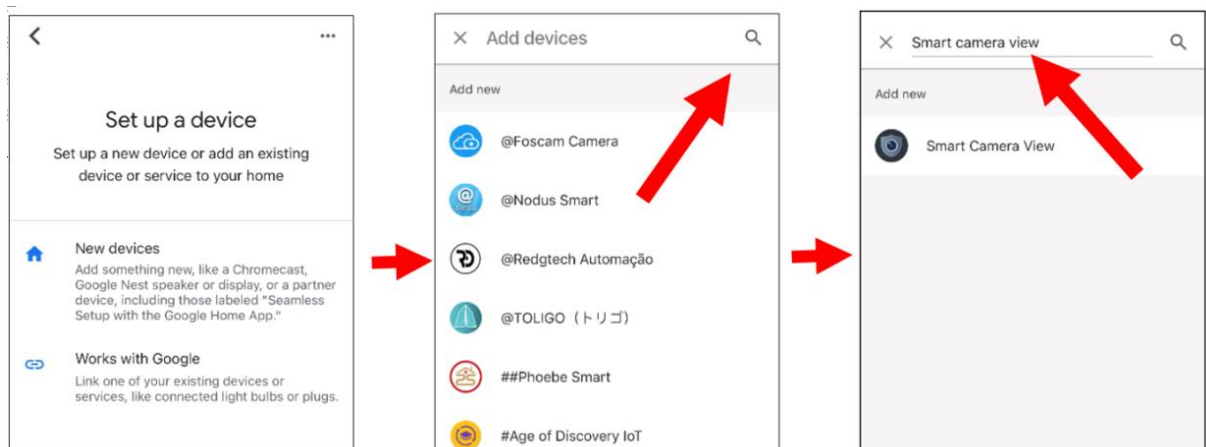 Set up a device
Set up a new device or add an existing
device or service to your home
New devices
Add something new, like a Chromecast,
Google Nest speaker or display, or a partner
device, including those labeled "Seamless
Setup with the Google Home App."
Works with Google
Link one of your existing devices or
services, like connected light bulbs or plugs.
Add devices
Add new
@Foscam Camera
@Nodus Smart
@Redgtech Automação
@TOLIGO（トリゴ）
##Phoebe Smart
#Age of Discovery IoT
Smart camera view
Add new
Smart Camera View